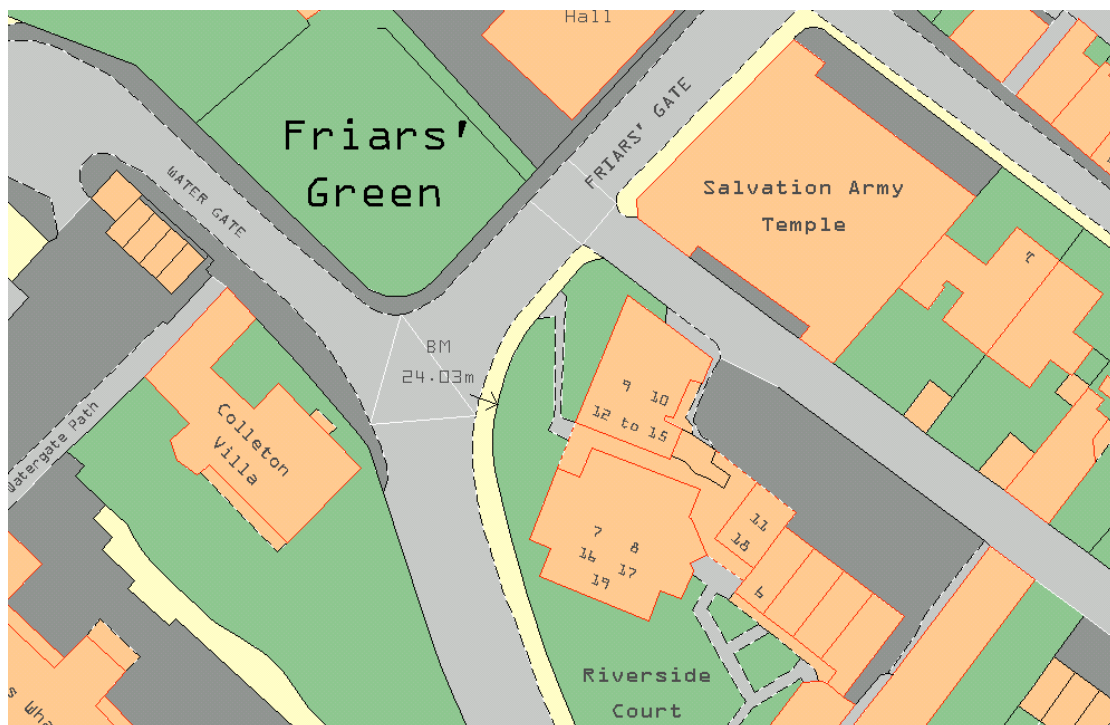 Hall
FRIARS' GATE
Friars'
Green
WATER GATE
Salvation Army
Temple
BM
24.03m
9 10
12 to 15
Colleton
Villa
Watergate Path
11
18
7 8
16 17
19
6
Riverside
Court